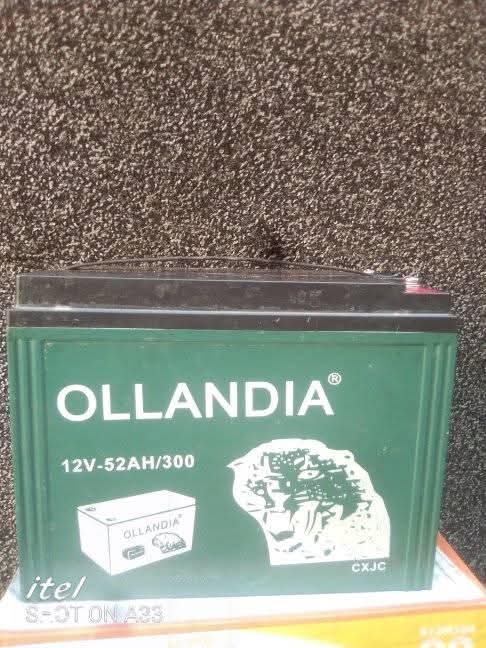 OLLANDIA®
12V-52AH/300
OLLANDIA
CXJC
itel
SHOT ON A33